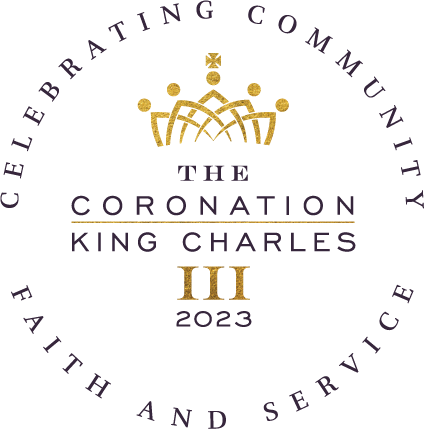 CELEBRATING COMMUNITY
THE
CORONATION
KING CHARLES
III
2023
FAITH AND SERVICE